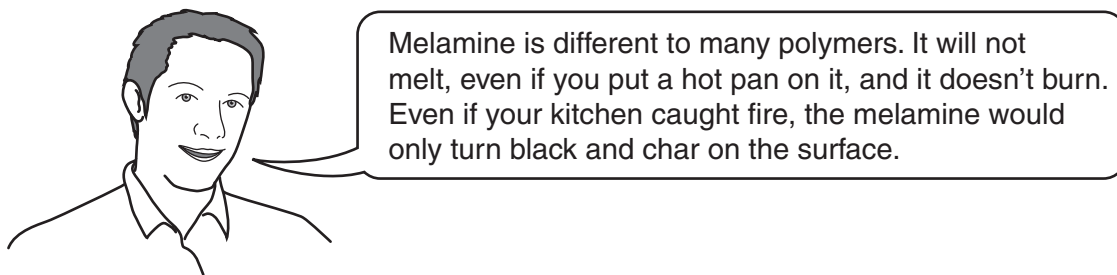 Melamine is different to many polymers. It will not
melt, even if you put a hot pan on it, and it doesn’t burn.
Even if your kitchen caught fire, the melamine would
only turn black and char on the surface.